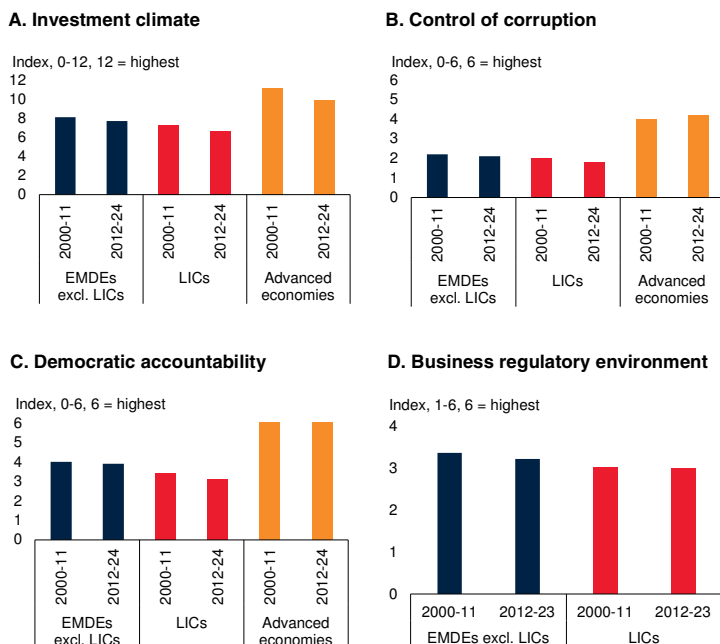 A. Investment climate
Index, 0-12, 12 = highest
12
10
8
6
4
2
0
2000-11
2012-24
2000-11
2012-24
2000-11
2012-24
EMDEs
excl. LICs
LICs
Advanced
economies
B. Control of corruption
Index, 0-6, 6 = highest
6
5
4
3
2
1
0
2000-11
2012-24
2000-11
2012-24
2000-11
2012-24
EMDEs
excl. LICs
LICs
Advanced
economies
C. Democratic accountability
Index, 0-6, 6 = highest
6
5
4
3
2
1
0
2000-11
2012-24
2000-11
2012-24
2000-11
2012-24
EMDEs
excl. LICs
LICs
Advanced
economies
D. Business regulatory environment
Index, 1-6, 6 = highest
4
3
2
1
0
2000-11
2012-23
2000-11
2012-23
EMDEs excl. LICs
LICs